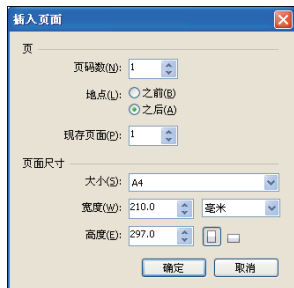 插入页面
页
页码数(N): 1
地点(L): 之前(B)
之后(A)
现存页面(P): 1
页面尺寸
大小(S): A4
宽度(W): 210.0 毫米
高度(E): 297.0
确定 取消